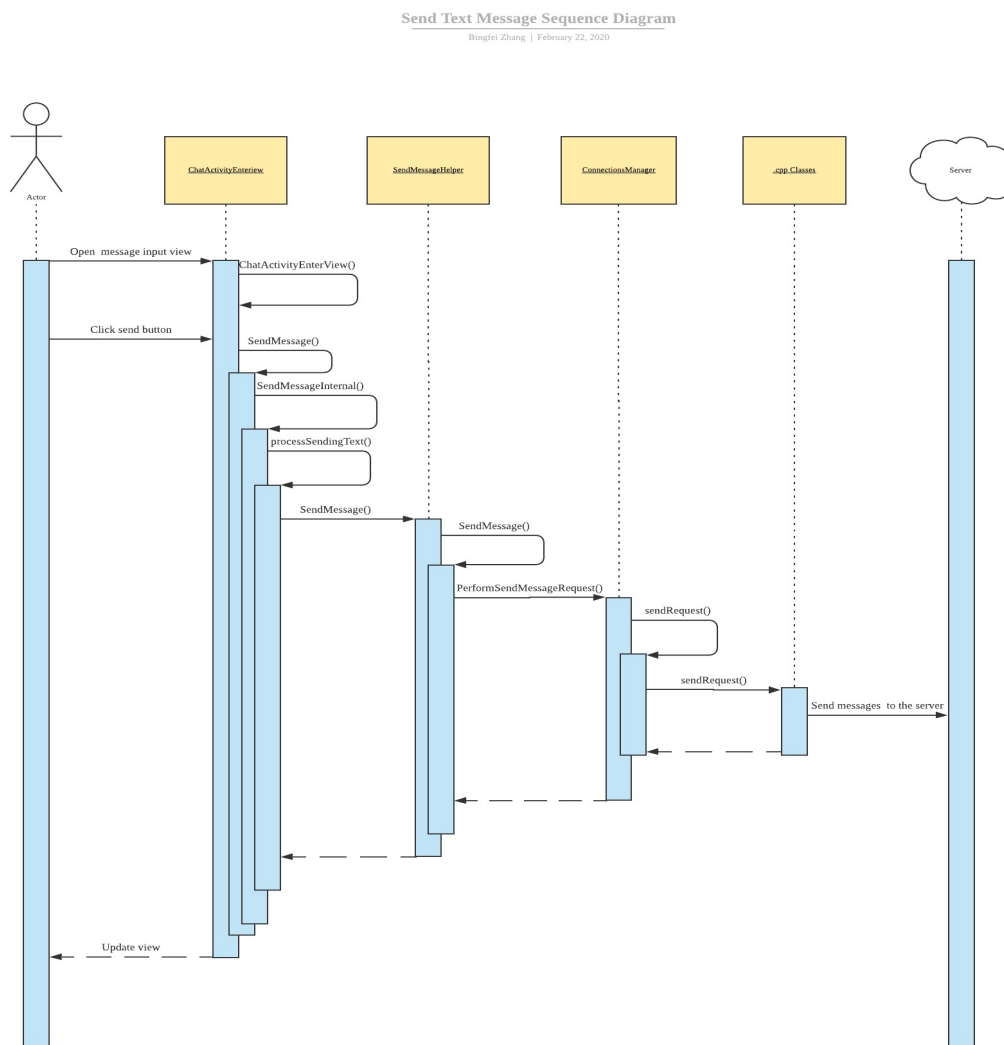 Send Text Message Sequence Diagram
Bingfei Zhang | February 22, 2020
Actor
ChatActivityEnteriew
SendMessageHelper
ConnectionsManager
.cpp Classes
Server
Open message input view
ChatActivityEnterView()
Click send button
SendMessage()
SendMessageInternal()
processSendingText()
SendMessage()
SendMessage()
PerformSendMessageRequest()
sendRequest()
sendRequest()
Send messages to the server
Update view